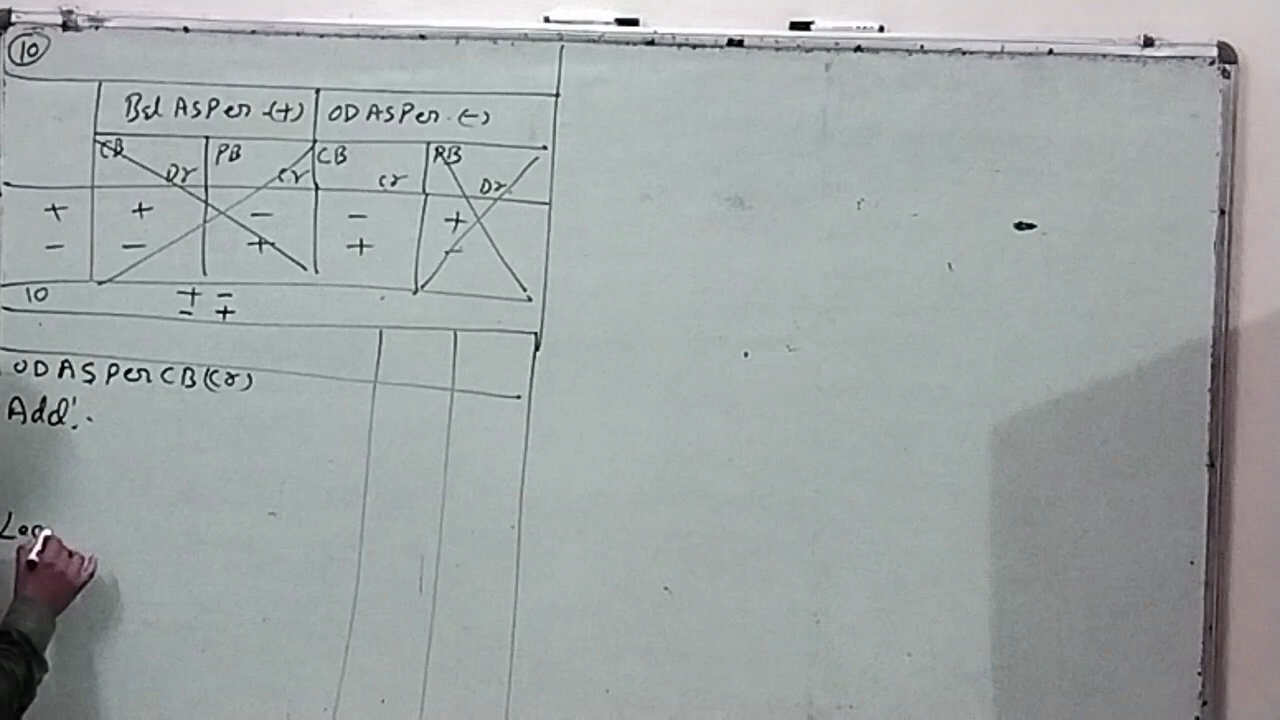 10
Bal AS Per (+) OD AS Per (-)
CB Dr PB Cr CB Cr RB Dr
+ + - - +
- - + + -
10 + -
- +
OD AS Per CB (Cr)
Add:-